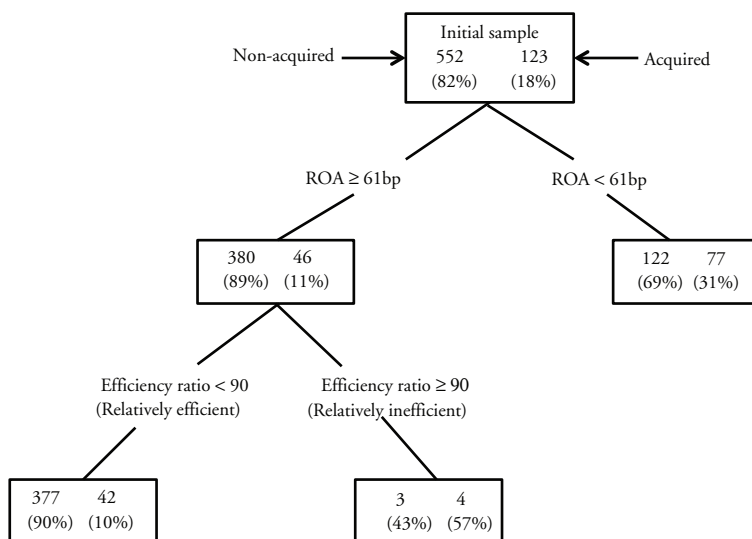 Initial sample
Non-acquired
552 123
(82%) (18%)
Acquired
ROA ≥ 61bp
ROA < 61bp
380 46
(89%) (11%)
122 77
(69%) (31%)
Efficiency ratio < 90
(Relatively efficient)
Efficiency ratio ≥ 90
(Relatively inefficient)
377 42
(90%) (10%)
3 4
(43%) (57%)